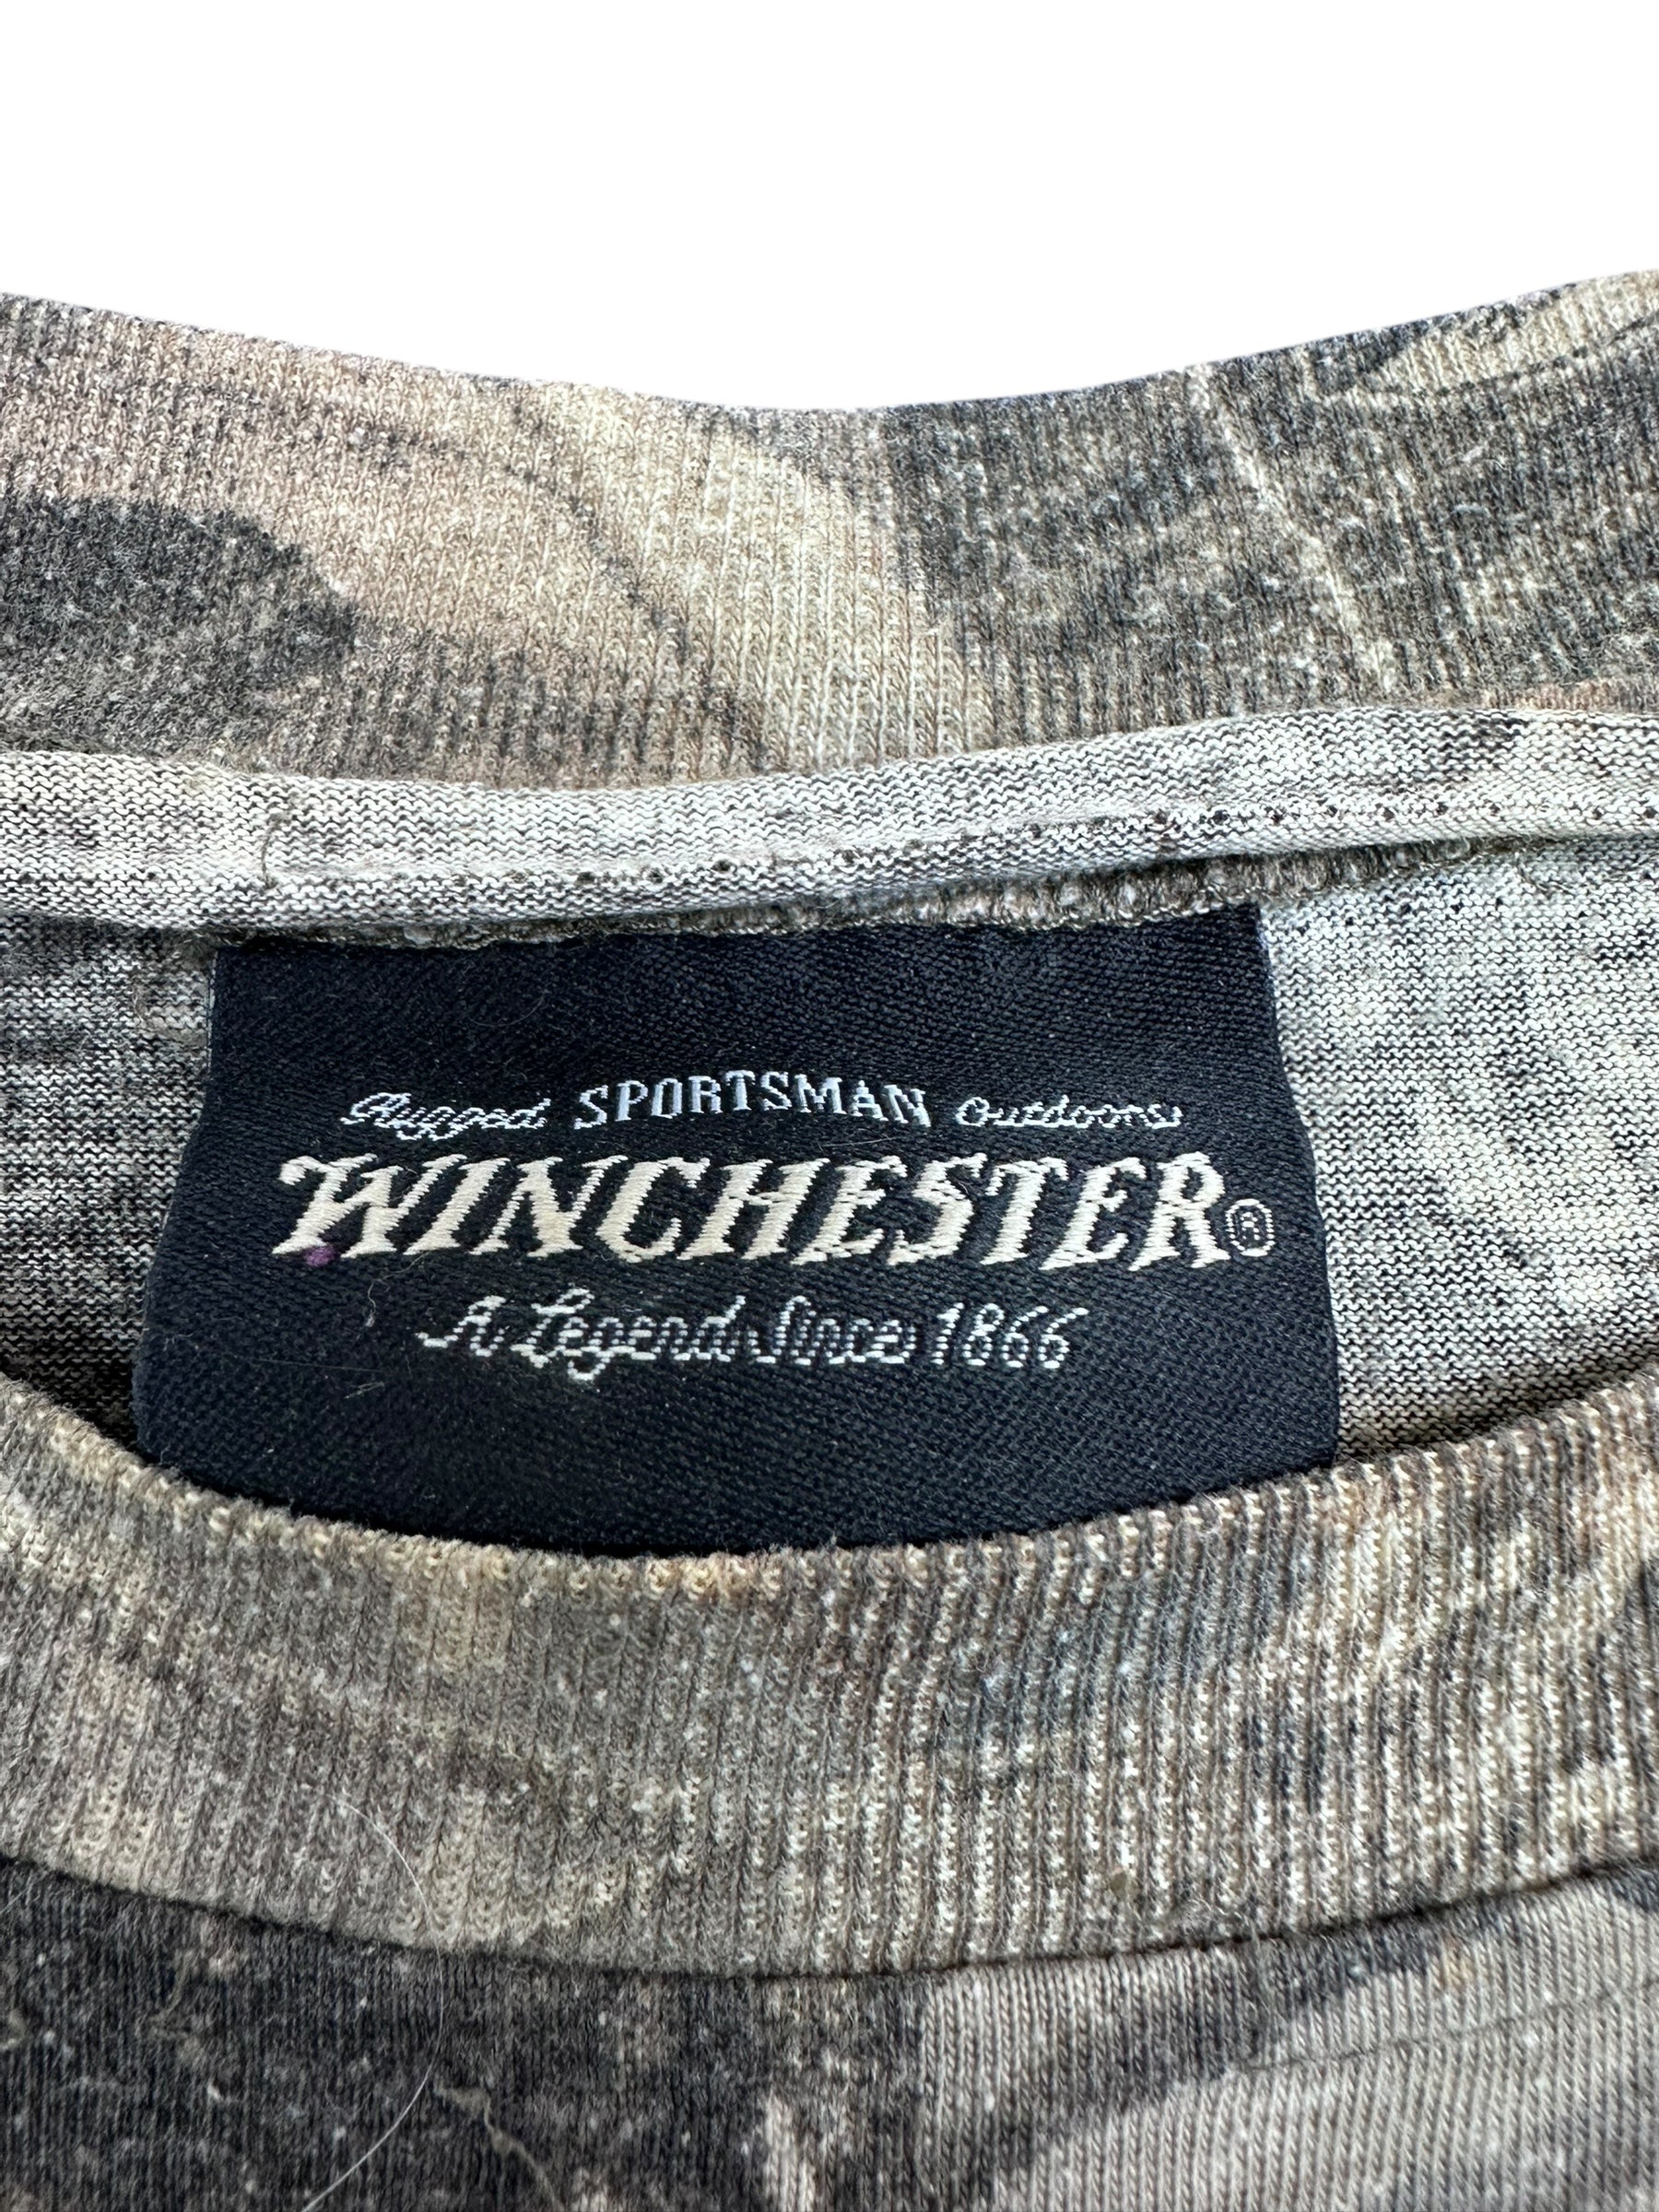 Rugged SPORTSMAN Outdoors
WINCHESTER®
A Legend Since 1866